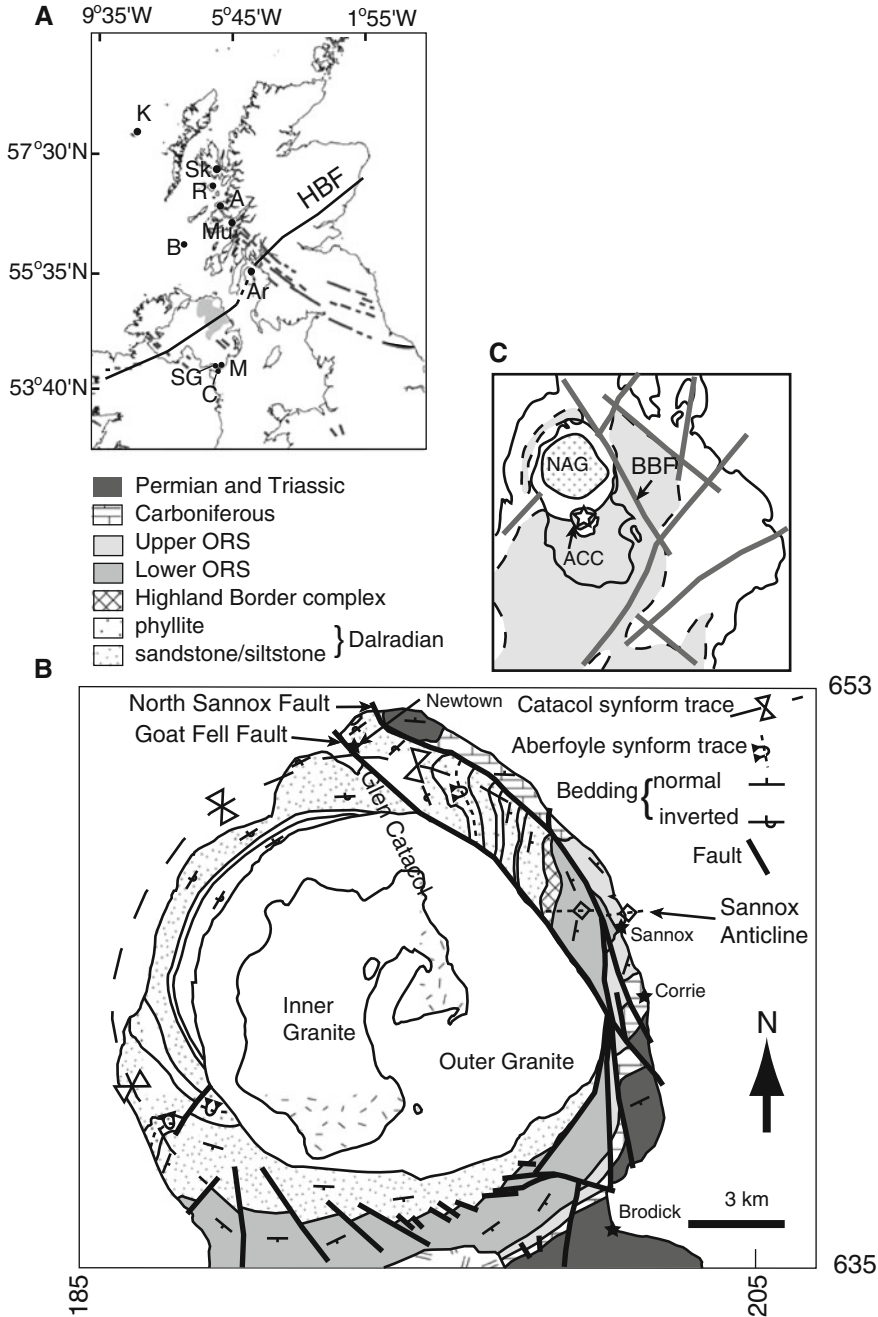 A
9°35'W
5°45'W
1°55'W
K
57°30'N
Sk
R
A
Mu
HBF
B
55°35'N
Ar
SG
M
C
53°40'N
C
NAG
BBF
ACC
Permian and Triassic
Carboniferous
Upper ORS
Lower ORS
Highland Border complex
phyllite
sandstone/siltstone
} Dalradian
B
653
North Sannox Fault
Newtown
Goat Fell Fault
Glen Catacol
Catacol synform trace
Aberfoyle synform trace
Bedding {
normal
inverted
Fault
Sannox
Anticline
Sannox
Corrie
Inner
Granite
Outer Granite
N
3 km
Brodick
635
185
205